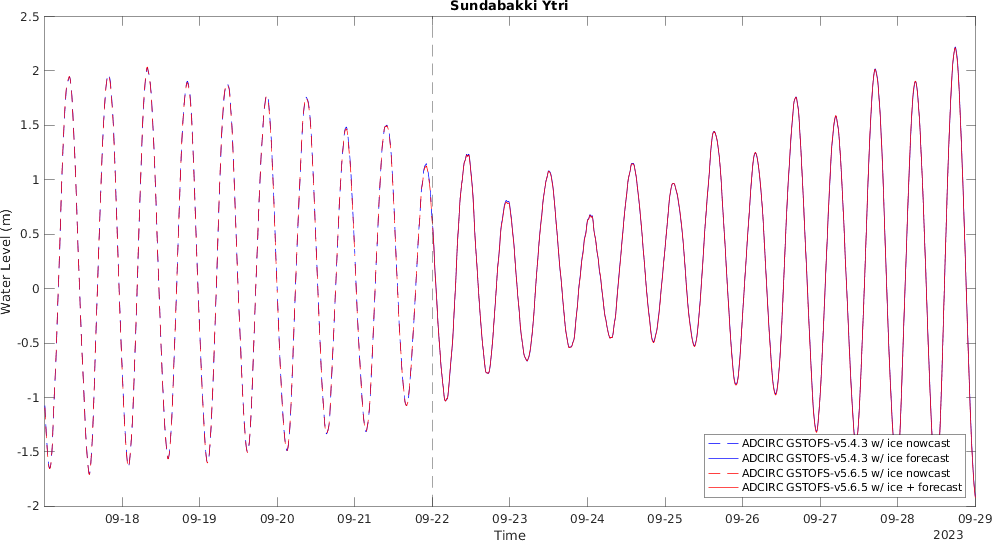 Sundabakki Ytri
2.5
2
1.5
1
0.5
0
-0.5
-1
-1.5
-2
Water Level (m)
09-18 09-19 09-20 09-21 09-22 09-23 09-24 09-25 09-26 09-27 09-28 09-29
Time
2023
ADCIRC GSTOFS-v5.4.3 w/ ice nowcast
ADCIRC GSTOFS-v5.4.3 w/ ice forecast
ADCIRC GSTOFS-v5.6.5 w/ ice nowcast
ADCIRC GSTOFS-v5.6.5 w/ ice + forecast